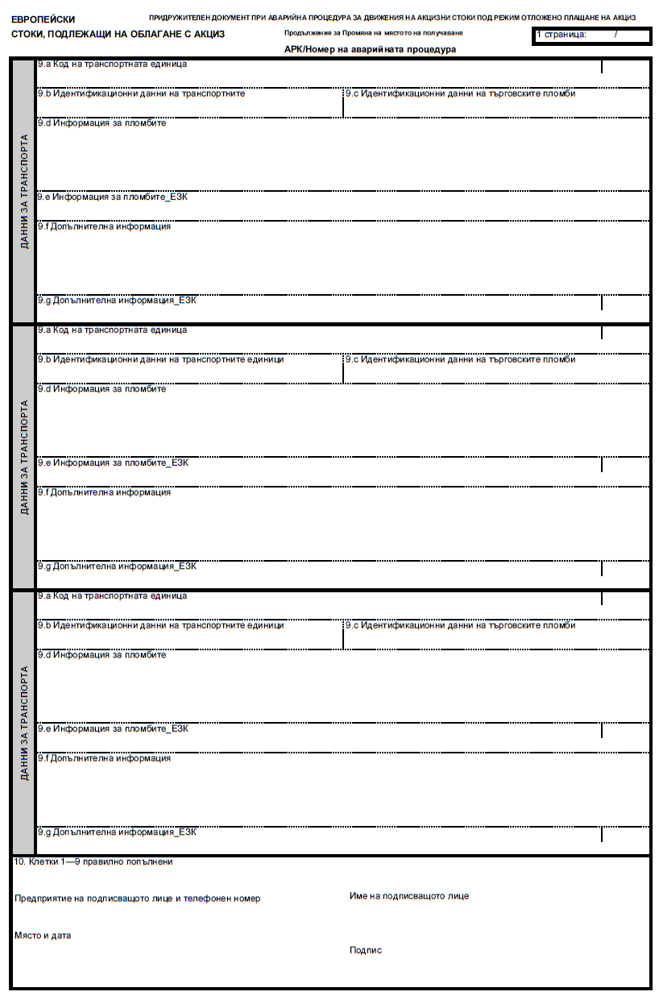 ЕВРОПЕЙСКИ
ПРИДРУЖИТЕЛЕН ДОКУМЕНТ ПРИ АВАРИЙНА ПРОЦЕДУРА ЗА ДВИЖЕНИЯ НА АКЦИЗНИ СТОКИ ПОД РЕЖИМ ОТЛОЖЕНО ПЛАЩАНЕ НА АКЦИЗ
СТОКИ, ПОДЛЕЖАЩИ НА ОБЛАГАНЕ С АКЦИЗ
Продължение за Промяна на мястото на получаване
1 страница: /
АРК/Номер на аварийната процедура
ДАННИ ЗА ТРАНСПОРТА
9.a Код на транспортната единица
9.b Идентификационни данни на транспортните
9.c Идентификационни данни на търговските пломби
9.d Информация за пломбите
9.e Информация за пломбите_ЕЗК
9.f Допълнителна информация
9.g Допълнителна информация_ЕЗК
ДАННИ ЗА ТРАНСПОРТА
9.a Код на транспортната единица
9.b Идентификационни данни на транспортните единици
9.c Идентификационни данни на търговските пломби
9.d Информация за пломбите
9.e Информация за пломбите_ЕЗК
9.f Допълнителна информация
9.g Допълнителна информация_ЕЗК
ДАННИ ЗА ТРАНСПОРТА
9.a Код на транспортната единица
9.b Идентификационни данни на транспортните единици
9.c Идентификационни данни на търговските пломби
9.d Информация за пломбите
9.e Информация за пломбите_ЕЗК
9.f Допълнителна информация
9.g Допълнителна информация_ЕЗК
10. Клетки 1—9 правилно попълнени
Предприятие на подписващото лице и телефонен номер
Име на подписващото лице
Място и дата
Подпис